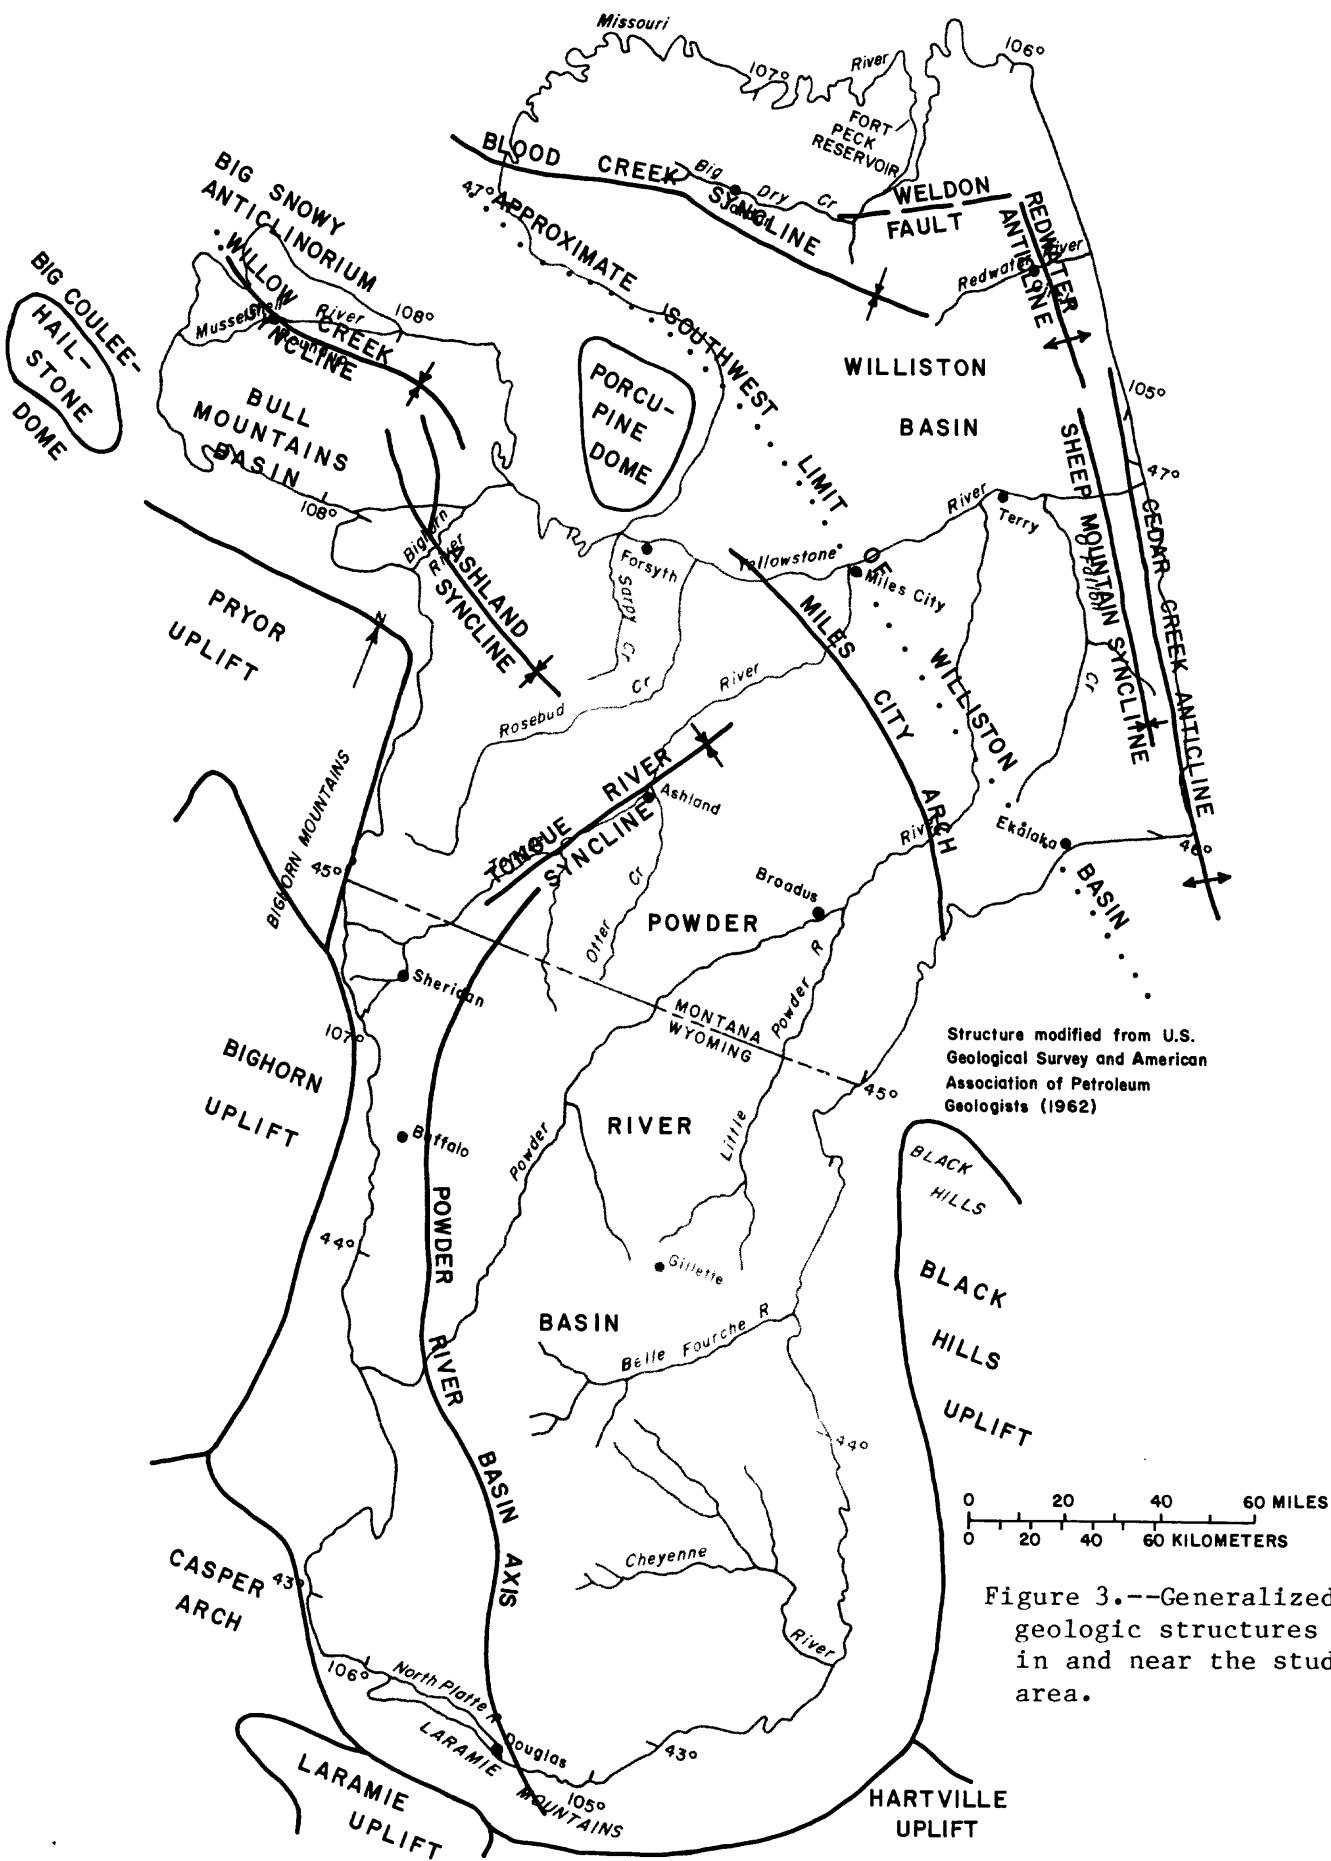 Missouri
106°
107°
River
FORT
PECK
RESERVOIR
BLOOD CREEK SYNCLINE
Big Dry Cr
WELDON
FAULT
REDWATER
ANTICLINE
Redwater River
BIG SNOWY
ANTICLINORIUM
47°
APPROXIMATE SOUTHWEST LIMIT OF WILLISTON BASIN
WILLOW CREEK
SYNCLINE
Musselshell River
Roundup
108°
BIG COULEE-
HAIL-
STONE
DOME
BULL
MOUNTAINS
BASIN
PORCU-
PINE
DOME
WILLISTON
BASIN
105°
47°
108°
Bighorn
River
ASHLAND
SYNCLINE
Forsyth
Sarpy Cr
Yellowstone River
Terry
Miles City
SHEEP MOUNTAIN SYNCLINE
CEDAR CREEK ANTICLINE
Cr
PRYOR
UPLIFT
N
MILES CITY ARCH
Rosebud Cr
River
TONGUE RIVER
SYNCLINE
Ashland
BIGHORN MOUNTAINS
45°
Otter Cr
Broadus
River
Ekalaka
46°
POWDER
Sheridan
MONTANA
WYOMING
107°
Little Powder R
45°
Structure modified from U.S.
Geological Survey and American
Association of Petroleum
Geologists (1962)
BIGHORN
UPLIFT
RIVER
Buffalo
Powder
BLACK
HILLS
44°
Gillette
BLACK
HILLS
UPLIFT
POWDER RIVER BASIN AXIS
BASIN
Belle Fourche R
44°
0 20 40 60 MILES
0 20 40 60 KILOMETERS
CASPER
ARCH
43°
Cheyenne River
Figure 3.--Generalized
geologic structures
in and near the stud
area.
106°
North Platte R
Douglas
LARAMIE MOUNTAINS
43°
105°
LARAMIE
UPLIFT
HARTVILLE
UPLIFT